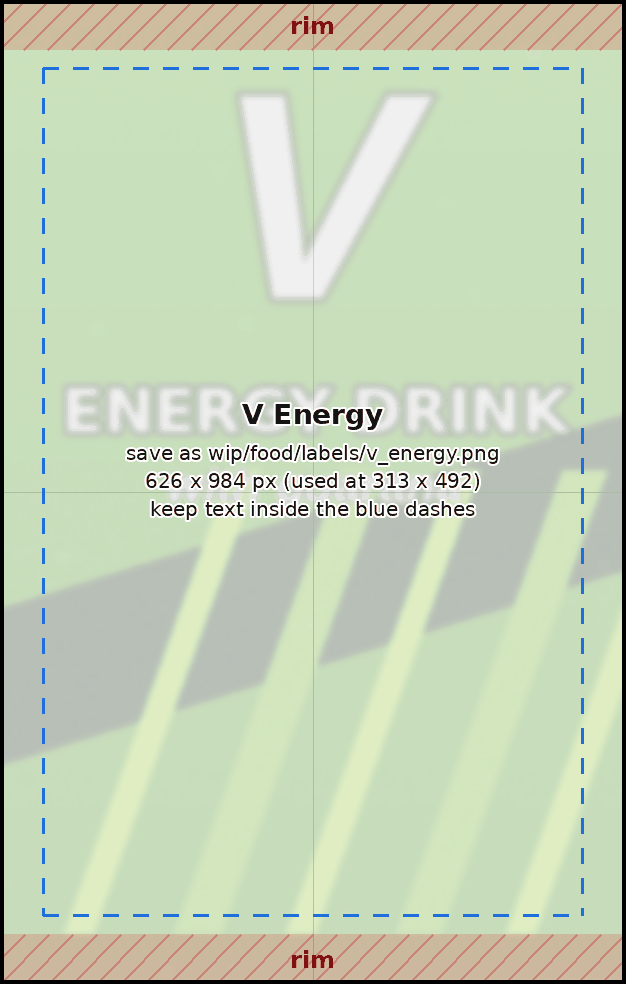 rim
V
ENERGY DRINK
V Energy
save as wip/food/labels/v_energy.png
626 x 984 px (used at 313 x 492)
keep text inside the blue dashes
rim